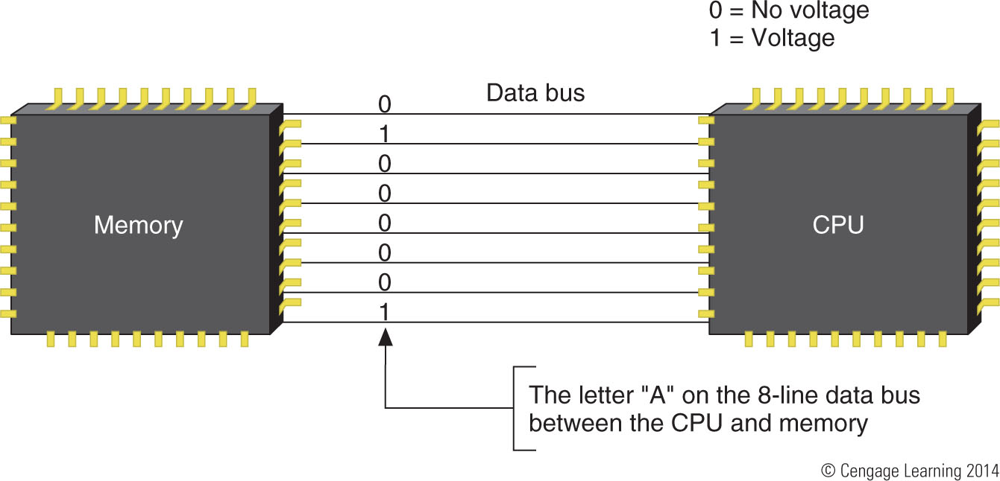 0 = No voltage
1 = Voltage
Data bus
0
1
0
0
0
0
0
1
Memory
CPU
The letter "A" on the 8-line data bus
between the CPU and memory
© Cengage Learning 2014